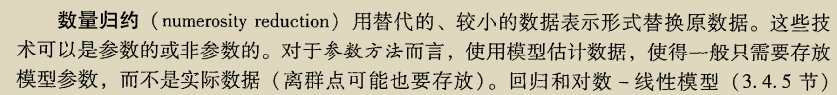 数量归约（numerosity reduction）用替代的、较小的数据表示形式替换原数据。这些技
术可以是参数的或非参数的。对于参数方法而言，使用模型估计数据，使得一般只需要存放
模型参数，而不是实际数据（离群点可能也要存放）。回归和对数－线性模型（3.4.5 节）